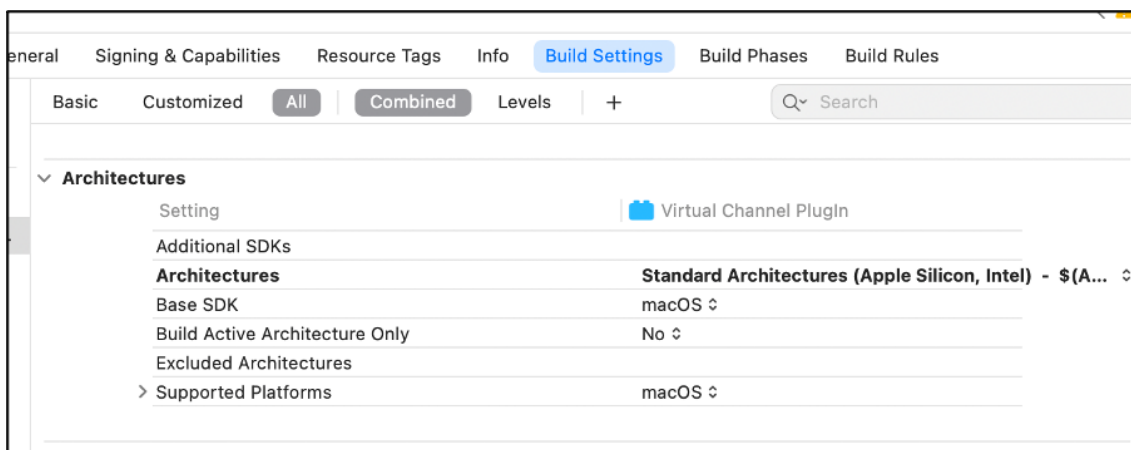 eneral Signing & Capabilities Resource Tags Info Build Settings Build Phases Build Rules
Basic Customized All Combined Levels + Search
Architectures
Setting Virtual Channel PlugIn
Additional SDKs
Architectures Standard Architectures (Apple Silicon, Intel) - $(A...
Base SDK macOS
Build Active Architecture Only No
Excluded Architectures
Supported Platforms macOS